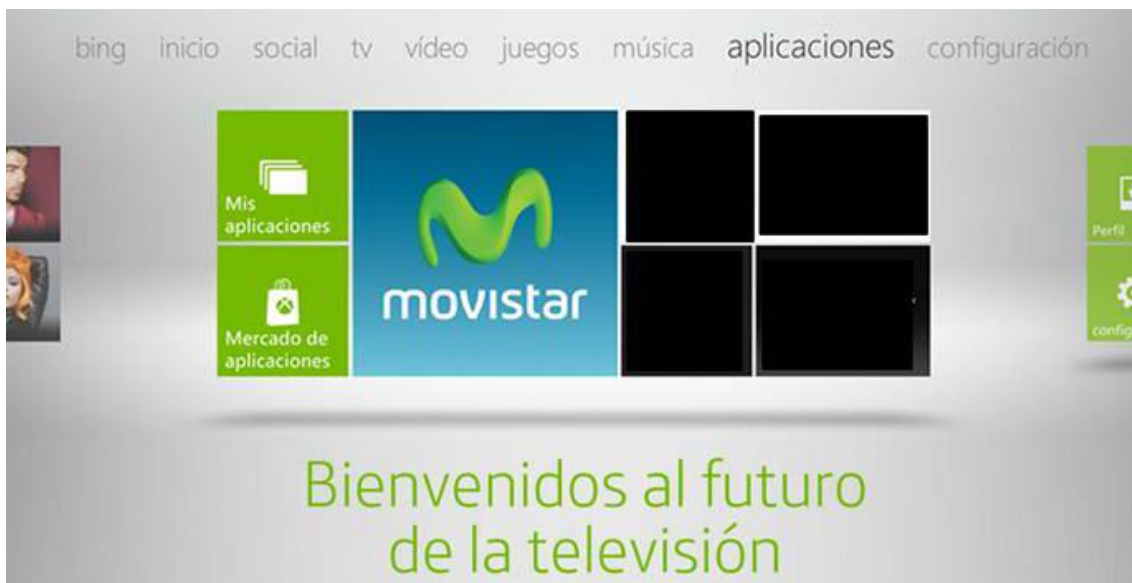 bing inicio social tv vídeo juegos música aplicaciones configuración
Mis
aplicaciones
movistar
Mercado de
aplicaciones
Perfil
Bienvenidos al futuro
de la televisión